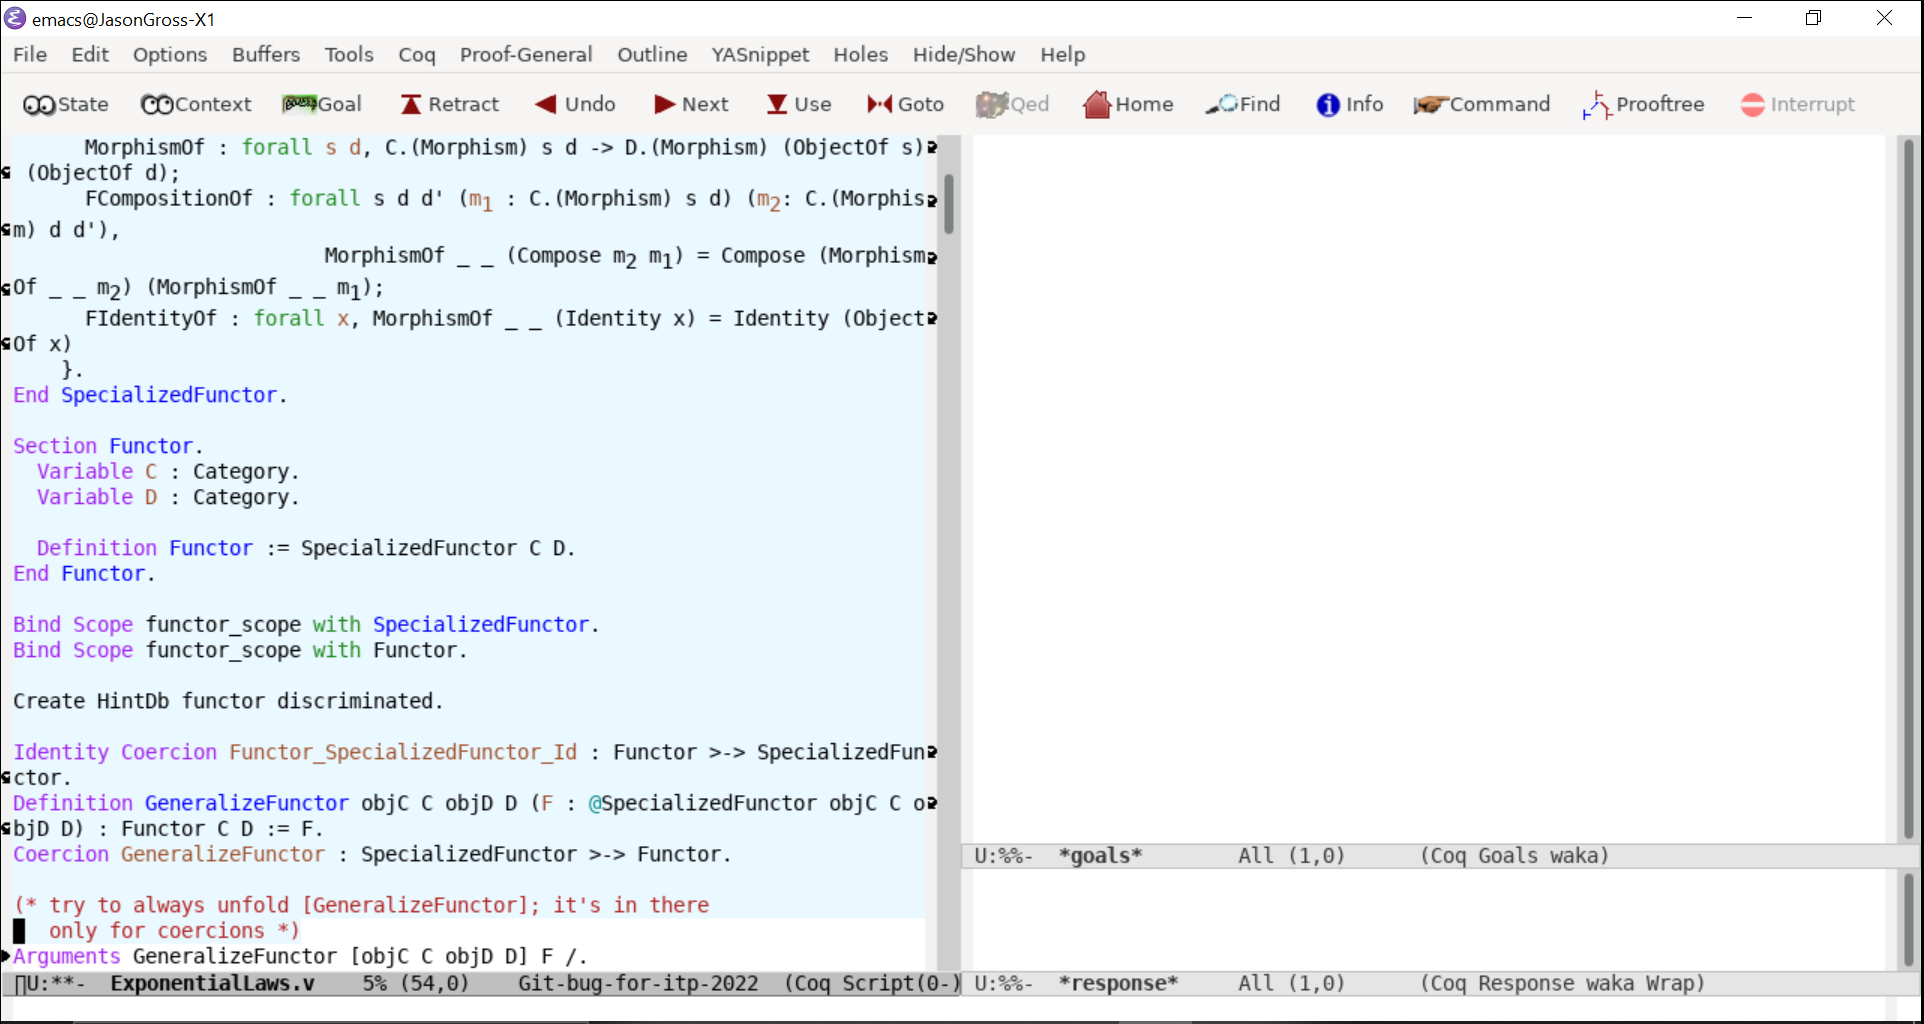 emacs@JasonGross-X1
File Edit Options Buffers Tools Coq Proof-General Outline YASnippet Holes Hide/Show Help
State Context Goal Retract Undo Next Use Goto Qed Home Find Info Command Prooftree Interrupt
MorphismOf : forall s d, C.(Morphism) s d -> D.(Morphism) (ObjectOf s)
(ObjectOf d);
FCompositionOf : forall s d d' (m₁ : C.(Morphism) s d) (m₂: C.(Morphis
m) d d'),
MorphismOf _ _ (Compose m₂ m₁) = Compose (Morphism
Of _ _ m₂) (MorphismOf _ _ m₁);
FIdentityOf : forall x, MorphismOf _ _ (Identity x) = Identity (Object
Of x)
}.
End SpecializedFunctor.
Section Functor.
Variable C : Category.
Variable D : Category.
Definition Functor := SpecializedFunctor C D.
End Functor.
Bind Scope functor_scope with SpecializedFunctor.
Bind Scope functor_scope with Functor.
Create HintDb functor discriminated.
Identity Coercion Functor_SpecializedFunctor_Id : Functor >-> SpecializedFun
ctor.
Definition GeneralizeFunctor objC C objD D (F : @SpecializedFunctor objC C o
bjD D) : Functor C D := F.
Coercion GeneralizeFunctor : SpecializedFunctor >-> Functor.
(* try to always unfold [GeneralizeFunctor]; it's in there
only for coercions *)
Arguments GeneralizeFunctor [objC C objD D] F /.
U:**- ExponentialLaws.v 5% (54,0) Git-bug-for-itp-2022 (Coq Script(0-)
U:%%- *goals* All (1,0) (Coq Goals waka)
U:%%- *response* All (1,0) (Coq Response waka Wrap)